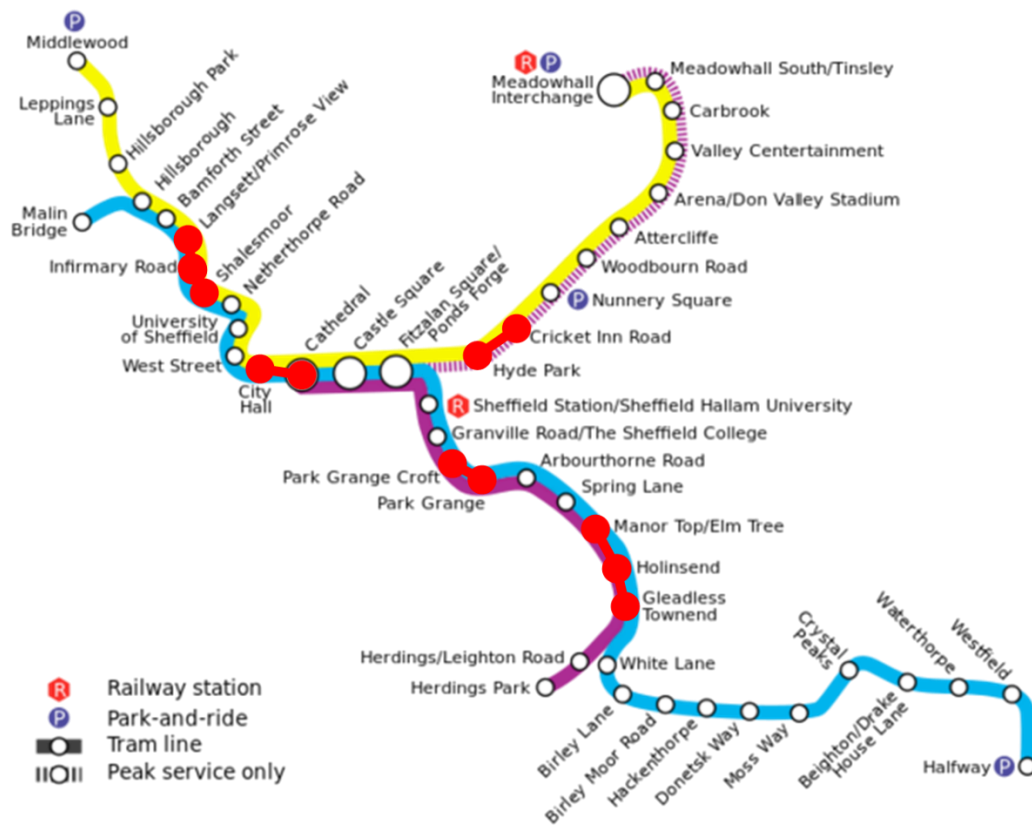 P
Middlewood
Leppings
Lane
Hillsborough Park
Hillsborough
Bamforth Street
Langsett/Primrose View
Malin
Bridge
Infirmary Road
Shalesmoor
Netherthorpe Road
University
of Sheffield
West Street
City
Hall
Cathedral
Castle Square
Fitzalan Square/
Ponds Forge
R P
Meadowhall
Interchange
Meadowhall South/Tinsley
Carbrook
Valley Centertainment
Arena/Don Valley Stadium
Attercliffe
Woodbourn Road
P Nunnery Square
Cricket Inn Road
Hyde Park
R Sheffield Station/Sheffield Hallam University
Granville Road/The Sheffield College
Park Grange Croft
Park Grange
Arbourthorne Road
Spring Lane
Manor Top/Elm Tree
Holinsend
Gleadless
Townend
Herdings/Leighton Road
Herdings Park
White Lane
Birley Lane
Birley Moor Road
Hackenthorpe
Donetsk Way
Moss Way
Crystal
Peaks
Beighton/Drake
House Lane
Waterthorpe
Westfield
Halfway P
R Railway station
P Park-and-ride
Tram line
Peak service only